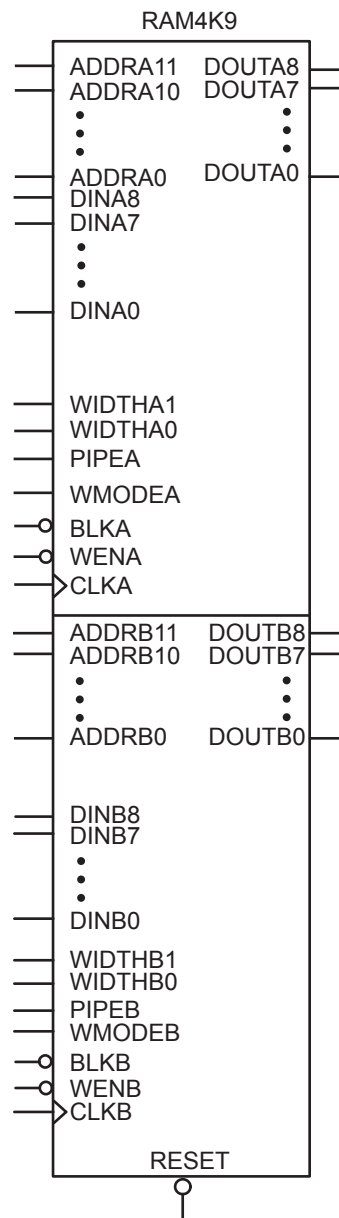 RAM4K9
ADDRA11 DOUTA8
ADDRA10 DOUTA7
ADDRA0 DOUTA0
DINA8
DINA7
DINA0
WIDTHA1
WIDTHA0
PIPEA
WMODEA
BLKA
WENA
CLKA
ADDRB11 DOUTB8
ADDRB10 DOUTB7
ADDRB0 DOUTB0
DINB8
DINB7
DINB0
WIDTHB1
WIDTHB0
PIPEB
WMODEB
BLKB
WENB
CLKB
RESET